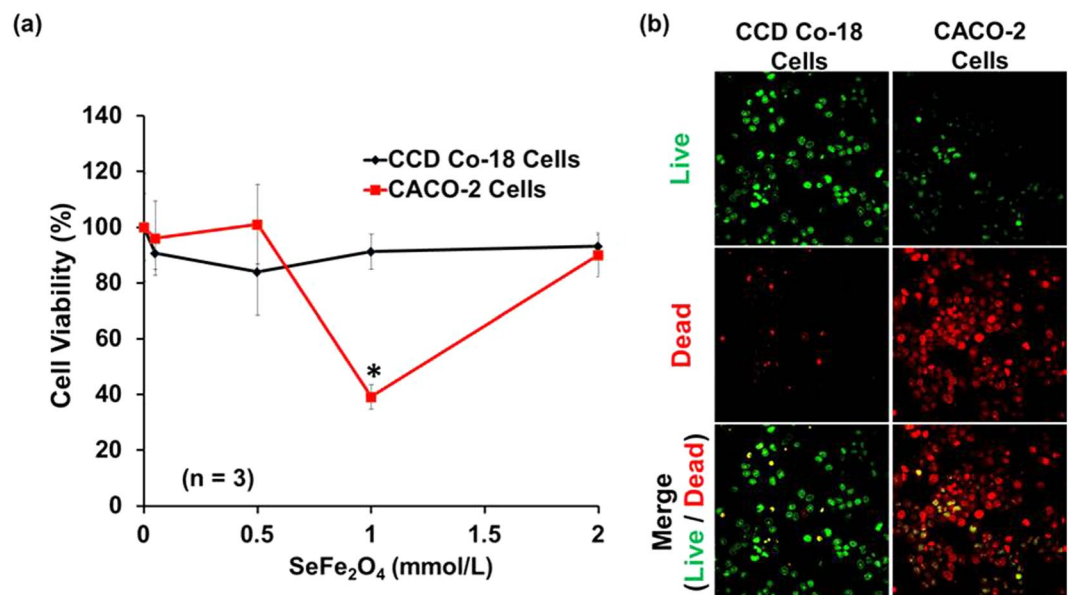 (a)
140
120
100
80
60
40
20
0
Cell Viability (%)
CCD Co-18 Cells
CACO-2 Cells
*
(n = 3)
0
0.5
1
1.5
2
SeFe₂O₄ (mmol/L)
(b)
CCD Co-18
Cells
CACO-2
Cells
Live
Dead
Merge
(Live / Dead)